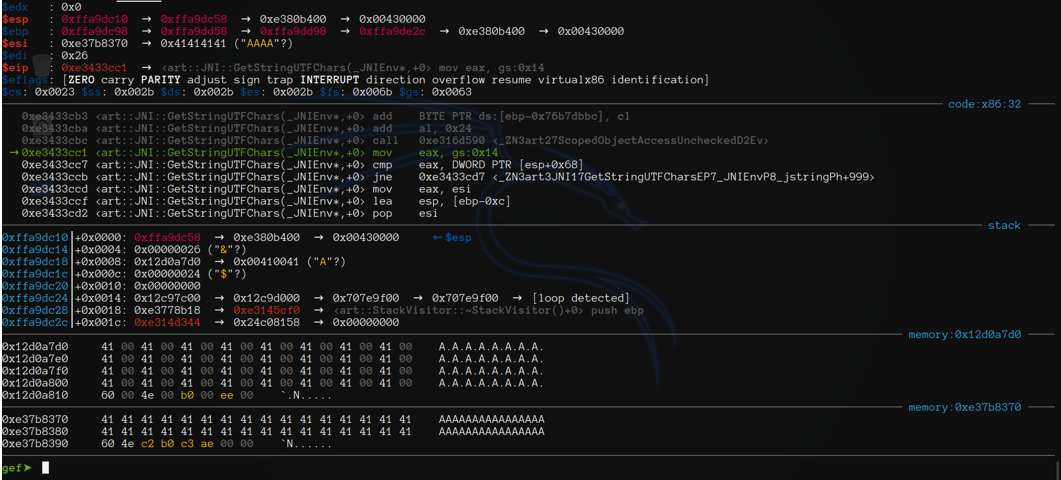 $edx   : 0x0
$esp   : 0xffa9dc10  →  0xffa9dc58  →  0xe380b400  →  0x00430000
$ebp   : 0xffa9dc98  →  0xffa9dd58  →  0xffa9dd98  →  0xffa9de2c  →  0xe380b400  →  0x00430000
$esi   : 0xe37b8370  →  0x41414141 ("AAAA"?)
$edi   : 0x26
$eip   : 0xe3433cc1  →  <art::JNI::GetStringUTFChars(_JNIEnv*,+0> mov eax, gs:0x14
$eflags: [ZERO carry PARITY adjust sign trap INTERRUPT direction overflow resume virtualx86 identification]
$cs: 0x0023 $ss: 0x002b $ds: 0x002b $es: 0x002b $fs: 0x006b $gs: 0x0063
code:x86:32
0xe3433cb3 <art::JNI::GetStringUTFChars(_JNIEnv*,+0> add    BYTE PTR ds:[ebp-0x76b7dbbc], cl
0xe3433cba <art::JNI::GetStringUTFChars(_JNIEnv*,+0> add    al, 0x24
0xe3433cbc <art::JNI::GetStringUTFChars(_JNIEnv*,+0> call   0xe316d590 <_ZN3art27ScopedObjectAccessUncheckedD2Ev>
→0xe3433cc1 <art::JNI::GetStringUTFChars(_JNIEnv*,+0> mov    eax, gs:0x14
0xe3433cc7 <art::JNI::GetStringUTFChars(_JNIEnv*,+0> cmp    eax, DWORD PTR [esp+0x68]
0xe3433ccb <art::JNI::GetStringUTFChars(_JNIEnv*,+0> jne    0xe3433cd7 <_ZN3art3JNI17GetStringUTFCharsEP7_JNIEnvP8_jstringPh+999>
0xe3433ccd <art::JNI::GetStringUTFChars(_JNIEnv*,+0> mov    eax, esi
0xe3433ccf <art::JNI::GetStringUTFChars(_JNIEnv*,+0> lea    esp, [ebp-0xc]
0xe3433cd2 <art::JNI::GetStringUTFChars(_JNIEnv*,+0> pop    esi
stack
0xffa9dc10│+0x0000: 0xffa9dc58  →  0xe380b400  →  0x00430000    ←$esp
0xffa9dc14│+0x0004: 0x00000026 ("&"?)
0xffa9dc18│+0x0008: 0x12d0a7d0  →  0x00410041 ("A"?)
0xffa9dc1c│+0x000c: 0x00000024 ("$"?)
0xffa9dc20│+0x0010: 0x00000000
0xffa9dc24│+0x0014: 0x12c97c00  →  0x12c9d000  →  0x707e9f00  →  0x707e9f00  →  [loop detected]
0xffa9dc28│+0x0018: 0xe3778b18  →  0xe3145cf0  →  <art::StackVisitor::~StackVisitor()+0> push ebp
0xffa9dc2c│+0x001c: 0xe314d344  →  0x24c08158  →  0x00000000
memory:0x12d0a7d0
0x12d0a7d0     41 00 41 00 41 00 41 00 41 00 41 00 41 00 41 00    A.A.A.A.A.A.A.A.
0x12d0a7e0     41 00 41 00 41 00 41 00 41 00 41 00 41 00 41 00    A.A.A.A.A.A.A.A.
0x12d0a7f0     41 00 41 00 41 00 41 00 41 00 41 00 41 00 41 00    A.A.A.A.A.A.A.A.
0x12d0a800     41 00 41 00 41 00 41 00 41 00 41 00 41 00 41 00    A.A.A.A.A.A.A.A.
0x12d0a810     60 00 4e 00 b0 00 ee 00    `.N.....
memory:0xe37b8370
0xe37b8370     41 41 41 41 41 41 41 41 41 41 41 41 41 41 41 41    AAAAAAAAAAAAAAAA
0xe37b8380     41 41 41 41 41 41 41 41 41 41 41 41 41 41 41 41    AAAAAAAAAAAAAAAA
0xe37b8390     60 4e c2 b0 c3 ae 00 00    `N......
gef➤